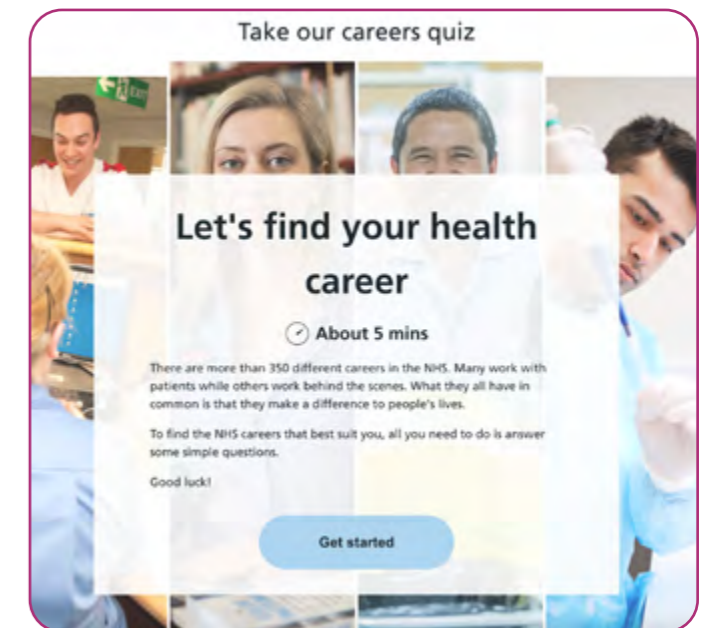 Take our careers quiz
EXIT
Let's find your health
career
About 5 mins
There are more than 350 different careers in the NHS. Many work with
patients while others work behind the scenes. What they all have in
common is that they make a difference to people's lives.
To find the NHS careers that best suit you, all you need to do is answer
some simple questions.
Good luck!
Get started